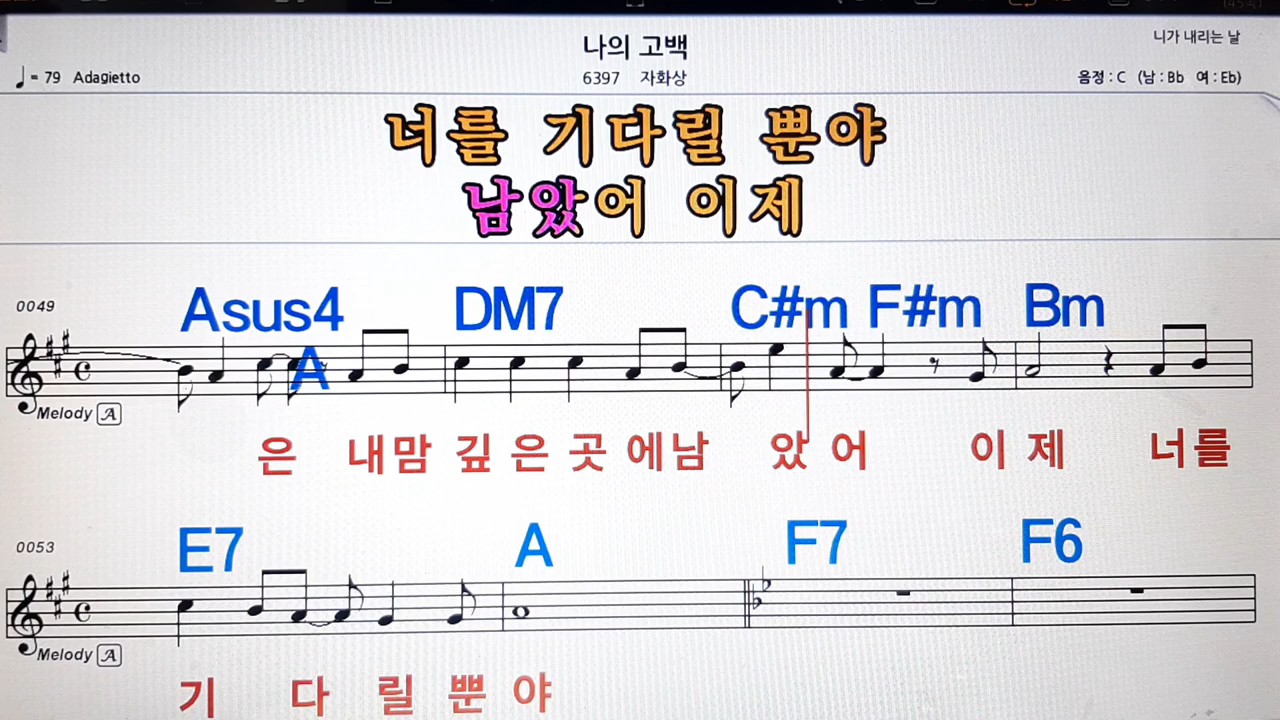 나의 고백
니가 내리는 날
♩= 79 Adagietto
6397 자화상
음정 : C (남 : Bb 여 : Eb)
너를 기다릴 뿐야
남았어 이제
0049
Asus4 A DM7 C#m F#m Bm
Melody A
은 내맘 깊 은 곳 에남 았 어 이 제 너를
0053
E7 A F7 F6
Melody A
기 다 릴 뿐 야